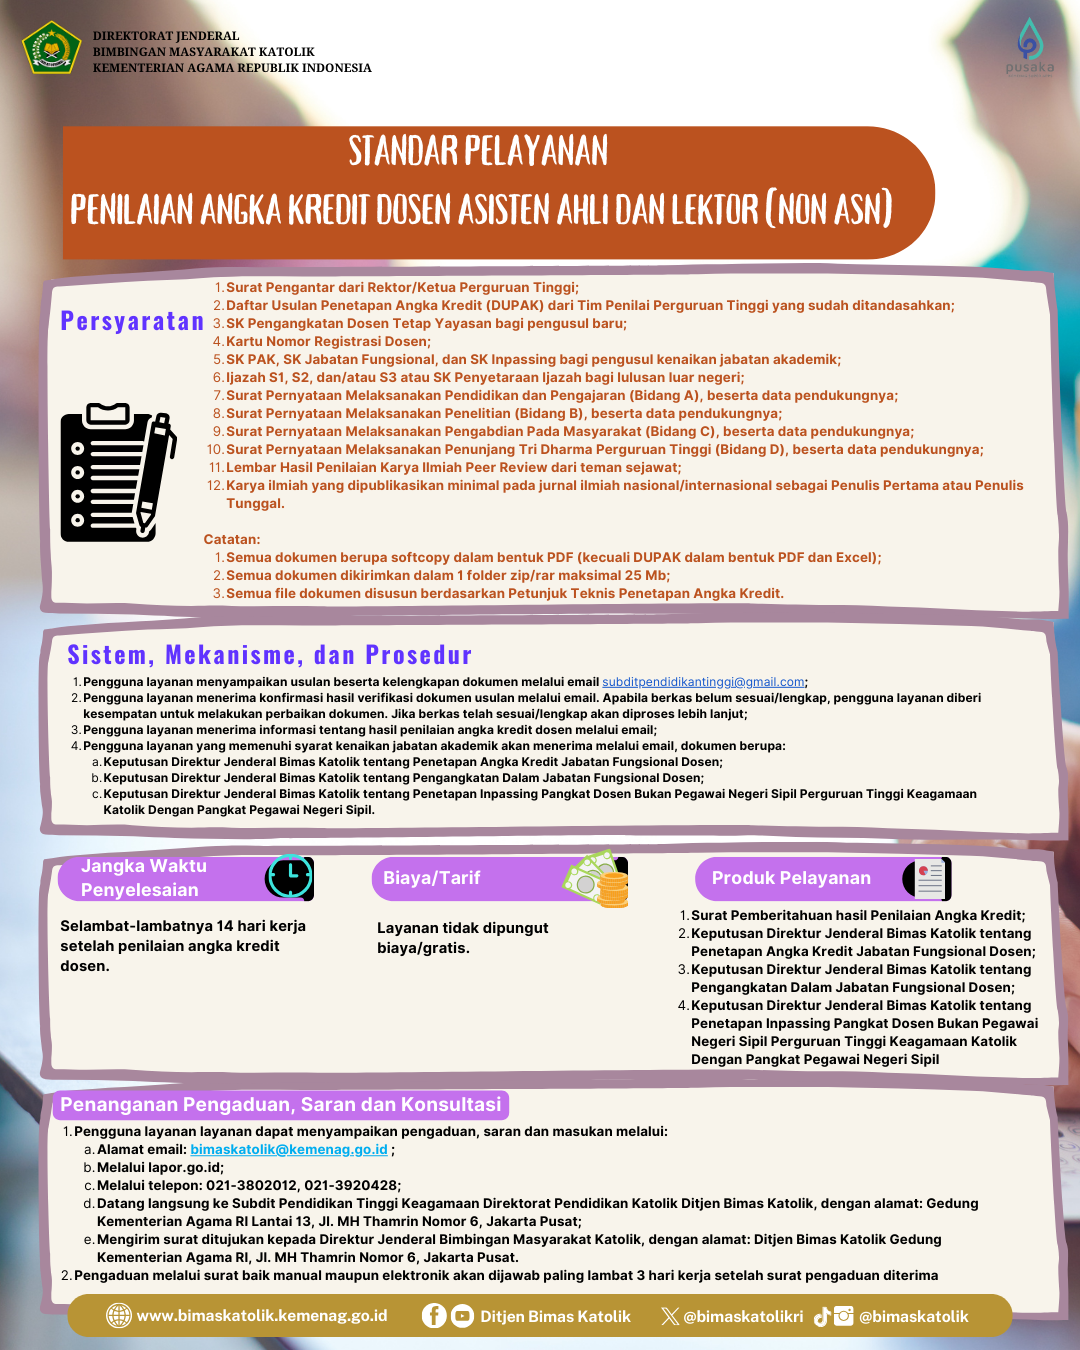 DIREKTORAT JENDERAL
BIMBINGAN MASYARAKAT KATOLIK
KEMENTERIAN AGAMA REPUBLIK INDONESIA
pusaka
STANDAR PELAYANAN
PENILAIAN ANGKA KREDIT DOSEN ASISTEN AHLI DAN LEKTOR (NON ASN)
Persyaratan
1. Surat Pengantar dari Rektor/Ketua Perguruan Tinggi;
2. Daftar Usulan Penetapan Angka Kredit (DUPAK) dari Tim Penilai Perguruan Tinggi yang sudah ditandasahkan;
3. SK Pengangkatan Dosen Tetap Yayasan bagi pengusul baru;
4. Kartu Nomor Registrasi Dosen;
5. SK PAK, SK Jabatan Fungsional, dan SK Inpassing bagi pengusul kenaikan jabatan akademik;
6. Ijazah S1, S2, dan/atau S3 atau SK Penyetaraan Ijazah bagi lulusan luar negeri;
7. Surat Pernyataan Melaksanakan Pendidikan dan Pengajaran (Bidang A), beserta data pendukungnya;
8. Surat Pernyataan Melaksanakan Penelitian (Bidang B), beserta data pendukungnya;
9. Surat Pernyataan Melaksanakan Pengabdian Pada Masyarakat (Bidang C), beserta data pendukungnya;
10. Surat Pernyataan Melaksanakan Penunjang Tri Dharma Perguruan Tinggi (Bidang D), beserta data pendukungnya;
11. Lembar Hasil Penilaian Karya Ilmiah Peer Review dari teman sejawat;
12. Karya ilmiah yang dipublikasikan minimal pada jurnal ilmiah nasional/internasional sebagai Penulis Pertama atau Penulis
Tunggal.
Catatan:
1. Semua dokumen berupa softcopy dalam bentuk PDF (kecuali DUPAK dalam bentuk PDF dan Excel);
2. Semua dokumen dikirimkan dalam 1 folder zip/rar maksimal 25 Mb;
3. Semua file dokumen disusun berdasarkan Petunjuk Teknis Penetapan Angka Kredit.
Sistem, Mekanisme, dan Prosedur
1. Pengguna layanan menyampaikan usulan beserta kelengkapan dokumen melalui email subditpendidikantinggi@gmail.com;
2. Pengguna layanan menerima konfirmasi hasil verifikasi dokumen usulan melalui email. Apabila berkas belum sesuai/lengkap, pengguna layanan diberi
kesempatan untuk melakukan perbaikan dokumen. Jika berkas telah sesuai/lengkap akan diproses lebih lanjut;
3. Pengguna layanan menerima informasi tentang hasil penilaian angka kredit dosen melalui email;
4. Pengguna layanan yang memenuhi syarat kenaikan jabatan akademik akan menerima melalui email, dokumen berupa:
a. Keputusan Direktur Jenderal Bimas Katolik tentang Penetapan Angka Kredit Jabatan Fungsional Dosen;
b. Keputusan Direktur Jenderal Bimas Katolik tentang Pengangkatan Dalam Jabatan Fungsional Dosen;
c. Keputusan Direktur Jenderal Bimas Katolik tentang Penetapan Inpassing Pangkat Dosen Bukan Pegawai Negeri Sipil Perguruan Tinggi Keagamaan
Katolik Dengan Pangkat Pegawai Negeri Sipil.
Jangka Waktu
Penyelesaian
Selambat-lambatnya 14 hari kerja
setelah penilaian angka kredit
dosen.
Biaya/Tarif
Layanan tidak dipungut
biaya/gratis.
Produk Pelayanan
1. Surat Pemberitahuan hasil Penilaian Angka Kredit;
2. Keputusan Direktur Jenderal Bimas Katolik tentang
Penetapan Angka Kredit Jabatan Fungsional Dosen;
3. Keputusan Direktur Jenderal Bimas Katolik tentang
Pengangkatan Dalam Jabatan Fungsional Dosen;
4. Keputusan Direktur Jenderal Bimas Katolik tentang
Penetapan Inpassing Pangkat Dosen Bukan Pegawai
Negeri Sipil Perguruan Tinggi Keagamaan Katolik
Dengan Pangkat Pegawai Negeri Sipil
Penanganan Pengaduan, Saran dan Konsultasi
1. Pengguna layanan layanan dapat menyampaikan pengaduan, saran dan masukan melalui:
a. Alamat email: bimaskatolik@kemenag.go.id ;
b. Melalui lapor.go.id;
c. Melalui telepon: 021-3802012, 021-3920428;
d. Datang langsung ke Subdit Pendidikan Tinggi Keagamaan Direktorat Pendidikan Katolik Ditjen Bimas Katolik, dengan alamat: Gedung
Kementerian Agama RI Lantai 13, Jl. MH Thamrin Nomor 6, Jakarta Pusat;
e. Mengirim surat ditujukan kepada Direktur Jenderal Bimbingan Masyarakat Katolik, dengan alamat: Ditjen Bimas Katolik Gedung
Kementerian Agama RI, Jl. MH Thamrin Nomor 6, Jakarta Pusat.
2. Pengaduan melalui surat baik manual maupun elektronik akan dijawab paling lambat 3 hari kerja setelah surat pengaduan diterima
www.bimaskatolik.kemenag.go.id
Ditjen Bimas Katolik
@bimaskatolikri
@bimaskatolik